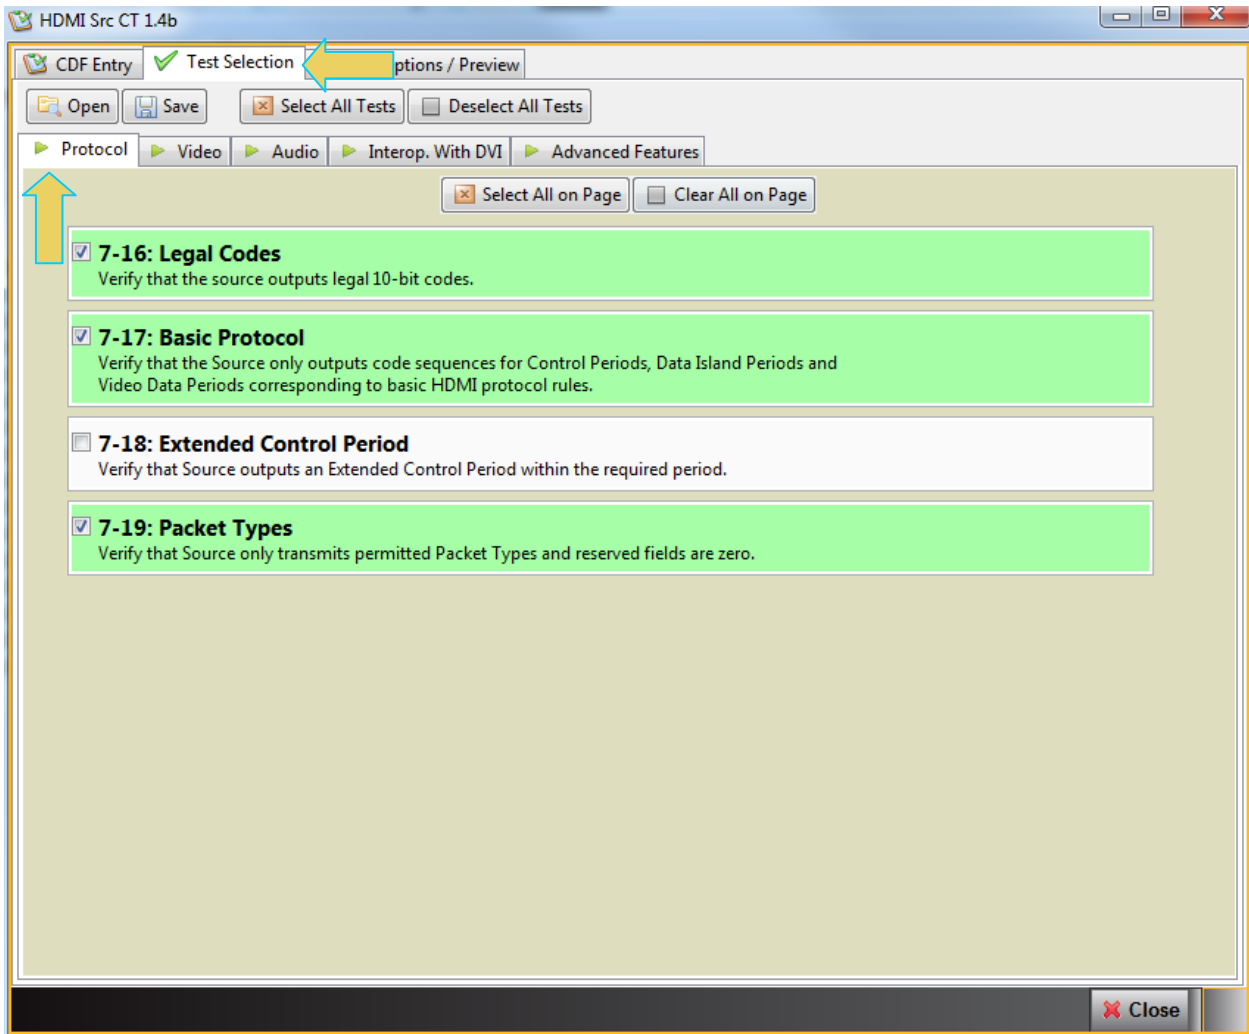 HDMI Src CT 1.4b
CDF Entry Test Selection ptions / Preview
Open Save Select All Tests Deselect All Tests
Protocol Video Audio Interop. With DVI Advanced Features
Select All on Page Clear All on Page
7-16: Legal Codes
Verify that the source outputs legal 10-bit codes.
7-17: Basic Protocol
Verify that the Source only outputs code sequences for Control Periods, Data Island Periods and
Video Data Periods corresponding to basic HDMI protocol rules.
7-18: Extended Control Period
Verify that Source outputs an Extended Control Period within the required period.
7-19: Packet Types
Verify that Source only transmits permitted Packet Types and reserved fields are zero.
Close